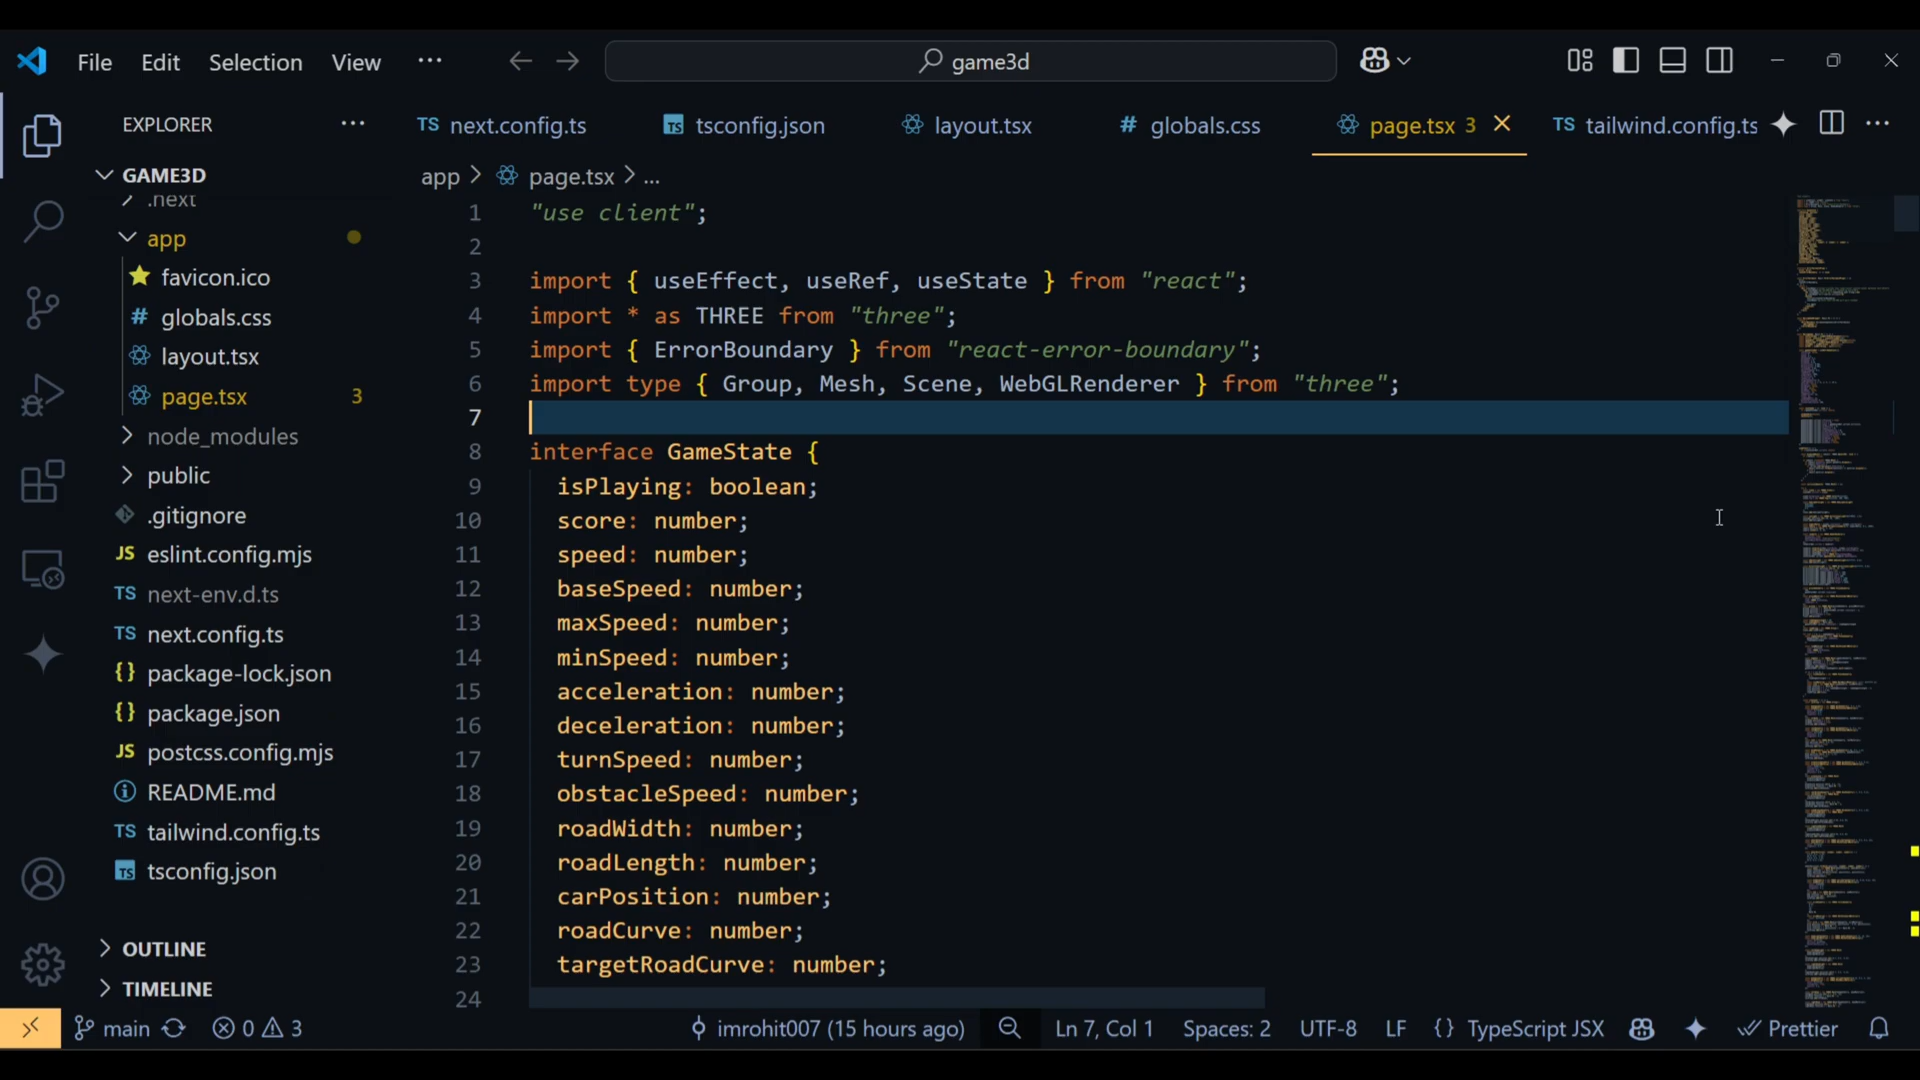 File Edit Selection View ··· game3d
EXPLORER ···
TS next.config.ts TS tsconfig.json layout.tsx # globals.css page.tsx 3 TS tailwind.config.ts ···
GAME3D
app > page.tsx > ...
.next
app
favicon.ico
# globals.css
layout.tsx
page.tsx 3
node_modules
public
.gitignore
JS eslint.config.mjs
TS next-env.d.ts
TS next.config.ts
{} package-lock.json
{} package.json
JS postcss.config.mjs
README.md
TS tailwind.config.ts
TS tsconfig.json
OUTLINE
TIMELINE
1 "use client";
2
3 import { useEffect, useRef, useState } from "react";
4 import * as THREE from "three";
5 import { ErrorBoundary } from "react-error-boundary";
6 import type { Group, Mesh, Scene, WebGLRenderer } from "three";
7
8 interface GameState {
9 isPlaying: boolean;
10 score: number;
11 speed: number;
12 baseSpeed: number;
13 maxSpeed: number;
14 minSpeed: number;
15 acceleration: number;
16 deceleration: number;
17 turnSpeed: number;
18 obstacleSpeed: number;
19 roadWidth: number;
20 roadLength: number;
21 carPosition: number;
22 roadCurve: number;
23 targetRoadCurve: number;
24
main 0 3 imrohit007 (15 hours ago) Ln 7, Col 1 Spaces: 2 UTF-8 LF {} TypeScript JSX Prettier